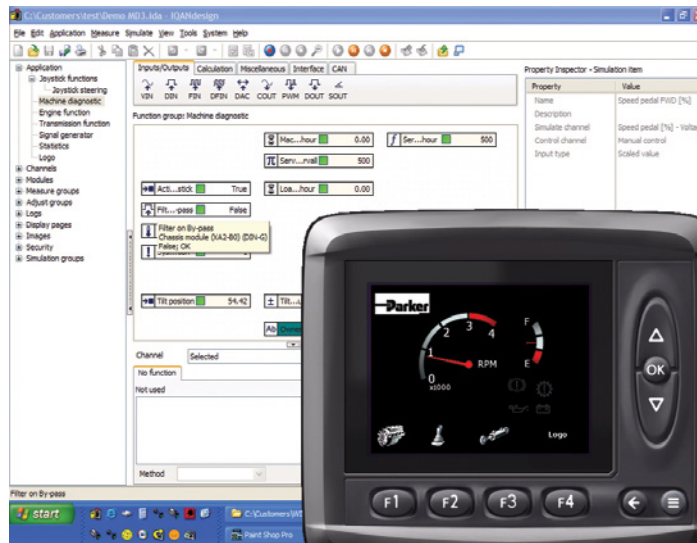 C:\Customers\test\Demo MD3.ida - IQANdesign
File Edit Application Measure Simulate View Tools System Help
Application
Joystick functions
Joystick steering
Machine diagnostic
Engine function
Transmission function
Signal generator
Statistics
Logo
Channels
Modules
Measure groups
Adjust groups
Logs
Display pages
Images
Security
Simulation groups
Inputs/Outputs Calculation Miscellaneous Interface CAN
VIN DIN FIN DFIN DAC COUT PWM DOUT SOUT
Function group: Machine diagnostic
Mac...hour 0.00
Ser...hour 500
Serv...rvall 500
Acti...stick True
Loa...hour 0.00
Filt...-pass False
Filter on By-pass
Chassis module (XA2-B0) (DIN-G)
False; OK
Tilt position 54.42
Ab
Channel Selected
No function
Not used
Method
Filter on By-pass
Property Inspector - Simulation item
Property Value
Name Speed pedal FWD [%]
Description
Simulate channel Speed pedal [%] - Volta
Control channel Manual control
Input type Scaled value
start
Paint Shop Pro
Parker
0
1
2
3
4
x1000
RPM
F
E
Logo
OK
F1 F2 F3 F4